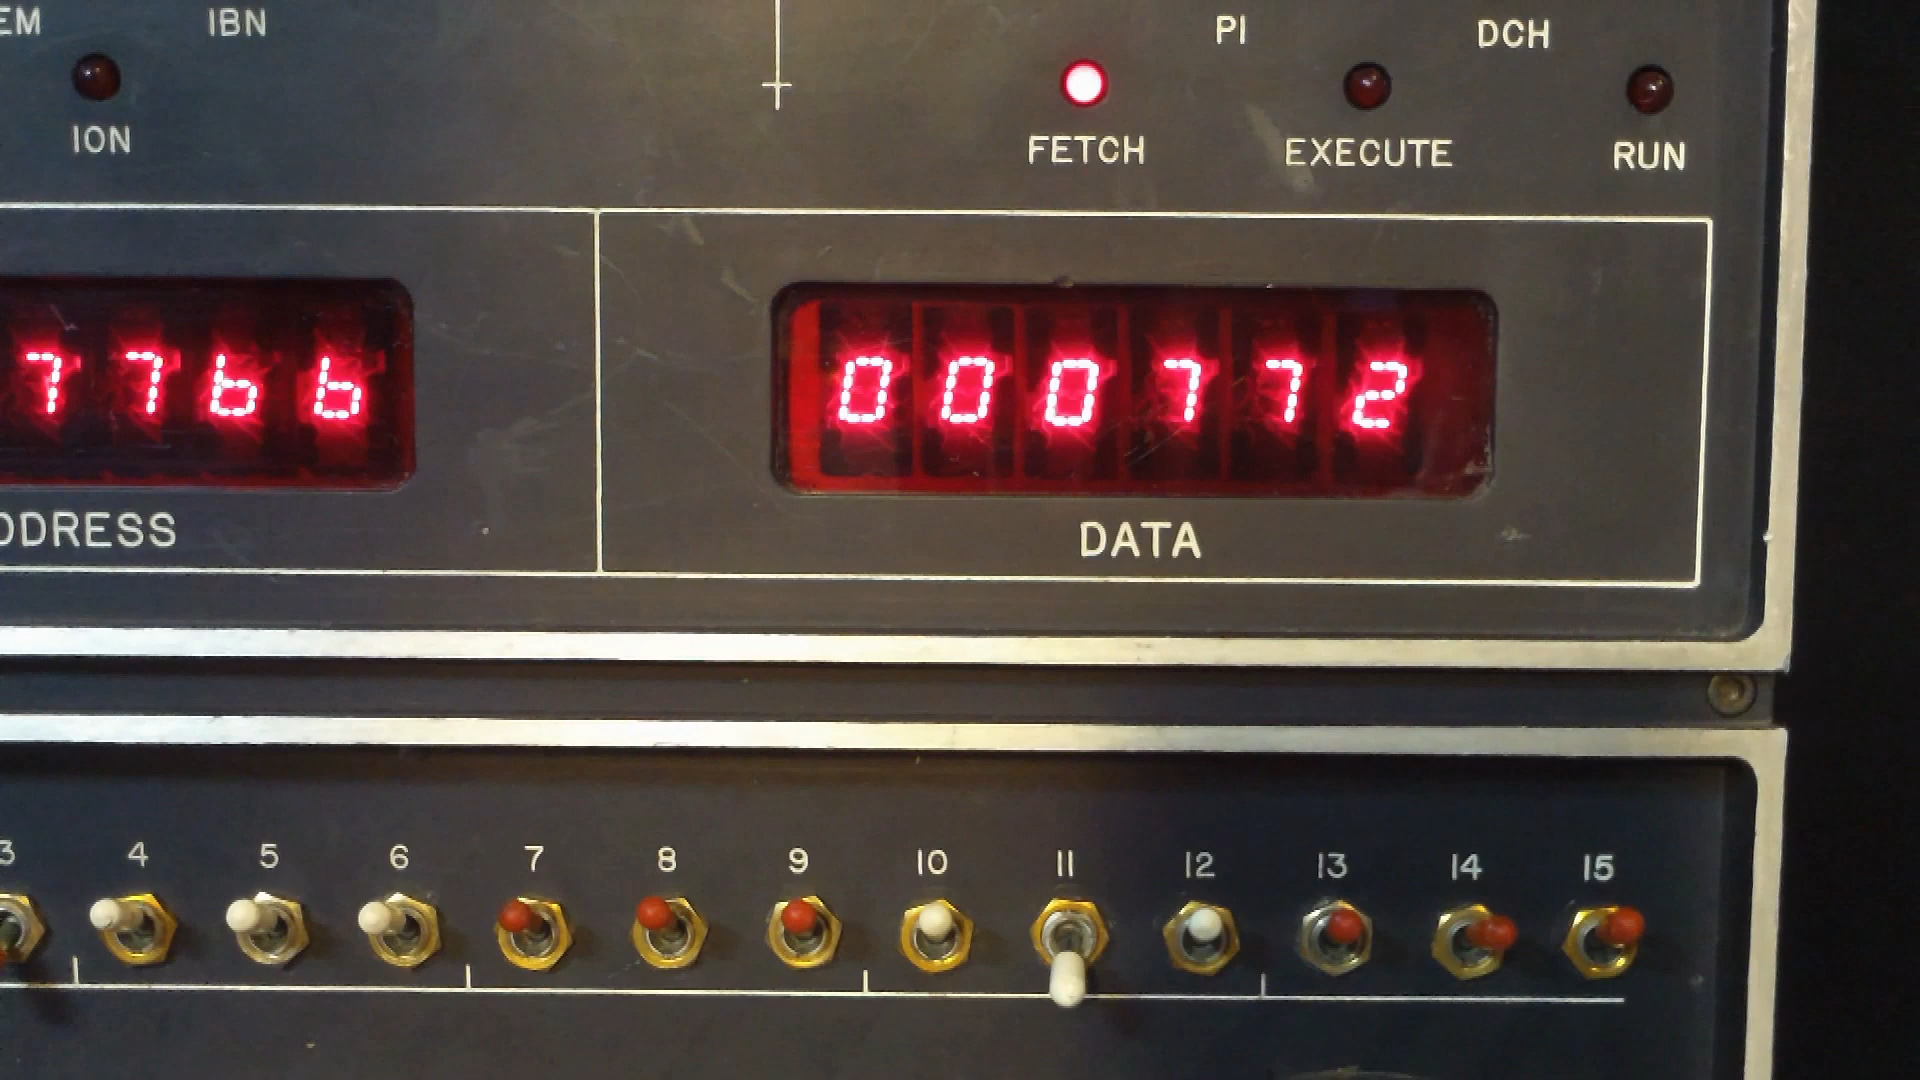 EM IBN PI DCH
ION FETCH EXECUTE RUN
7766 000772
DDRESS DATA
3 4 5 6 7 8 9 10 11 12 13 14 15